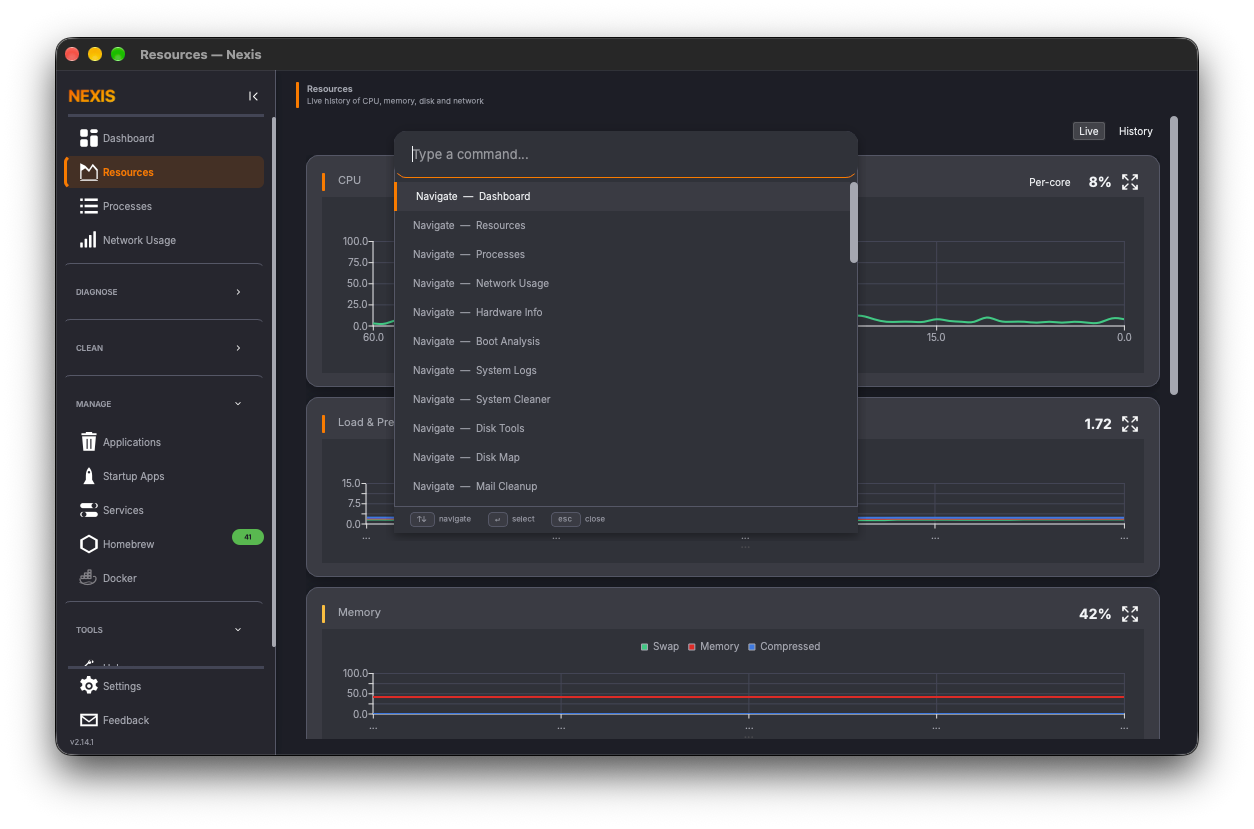 Resources — Nexis
NEXIS
Dashboard
Resources
Processes
Network Usage
DIAGNOSE
CLEAN
MANAGE
Applications
Startup Apps
Services
Homebrew 41
Docker
TOOLS
Settings
Feedback
v2.14.1
Resources
Live history of CPU, memory, disk and network
Live History
Type a command...
Navigate — Dashboard
Navigate — Resources
Navigate — Processes
Navigate — Network Usage
Navigate — Hardware Info
Navigate — Boot Analysis
Navigate — System Logs
Navigate — System Cleaner
Navigate — Disk Tools
Navigate — Disk Map
Navigate — Mail Cleanup
↑↓ navigate ↵ select esc close
CPU Per-core 8%
100.0
75.0
50.0
25.0
0.0
60.0 15.0 0.0
Load & Pre 1.72
15.0
7.5
0.0
... ... ... ... ...
...
Memory 42%
Swap Memory Compressed
100.0
50.0
0.0
... ... ... ... ...